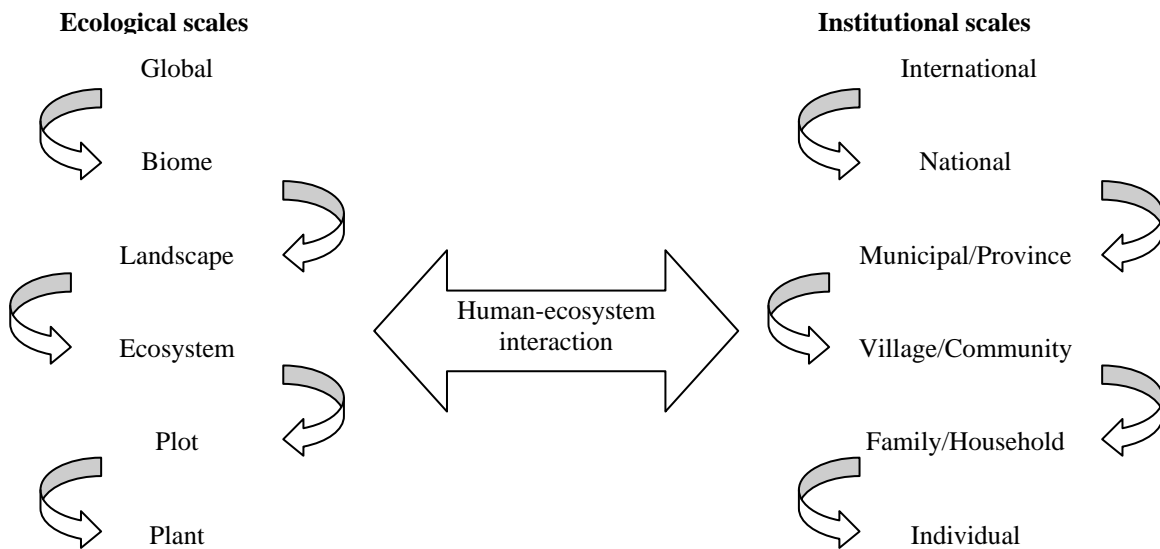 Ecological scales
Global
Biome
Landscape
Ecosystem
Plot
Plant
Human-ecosystem
interaction
Institutional scales
International
National
Municipal/Province
Village/Community
Family/Household
Individual